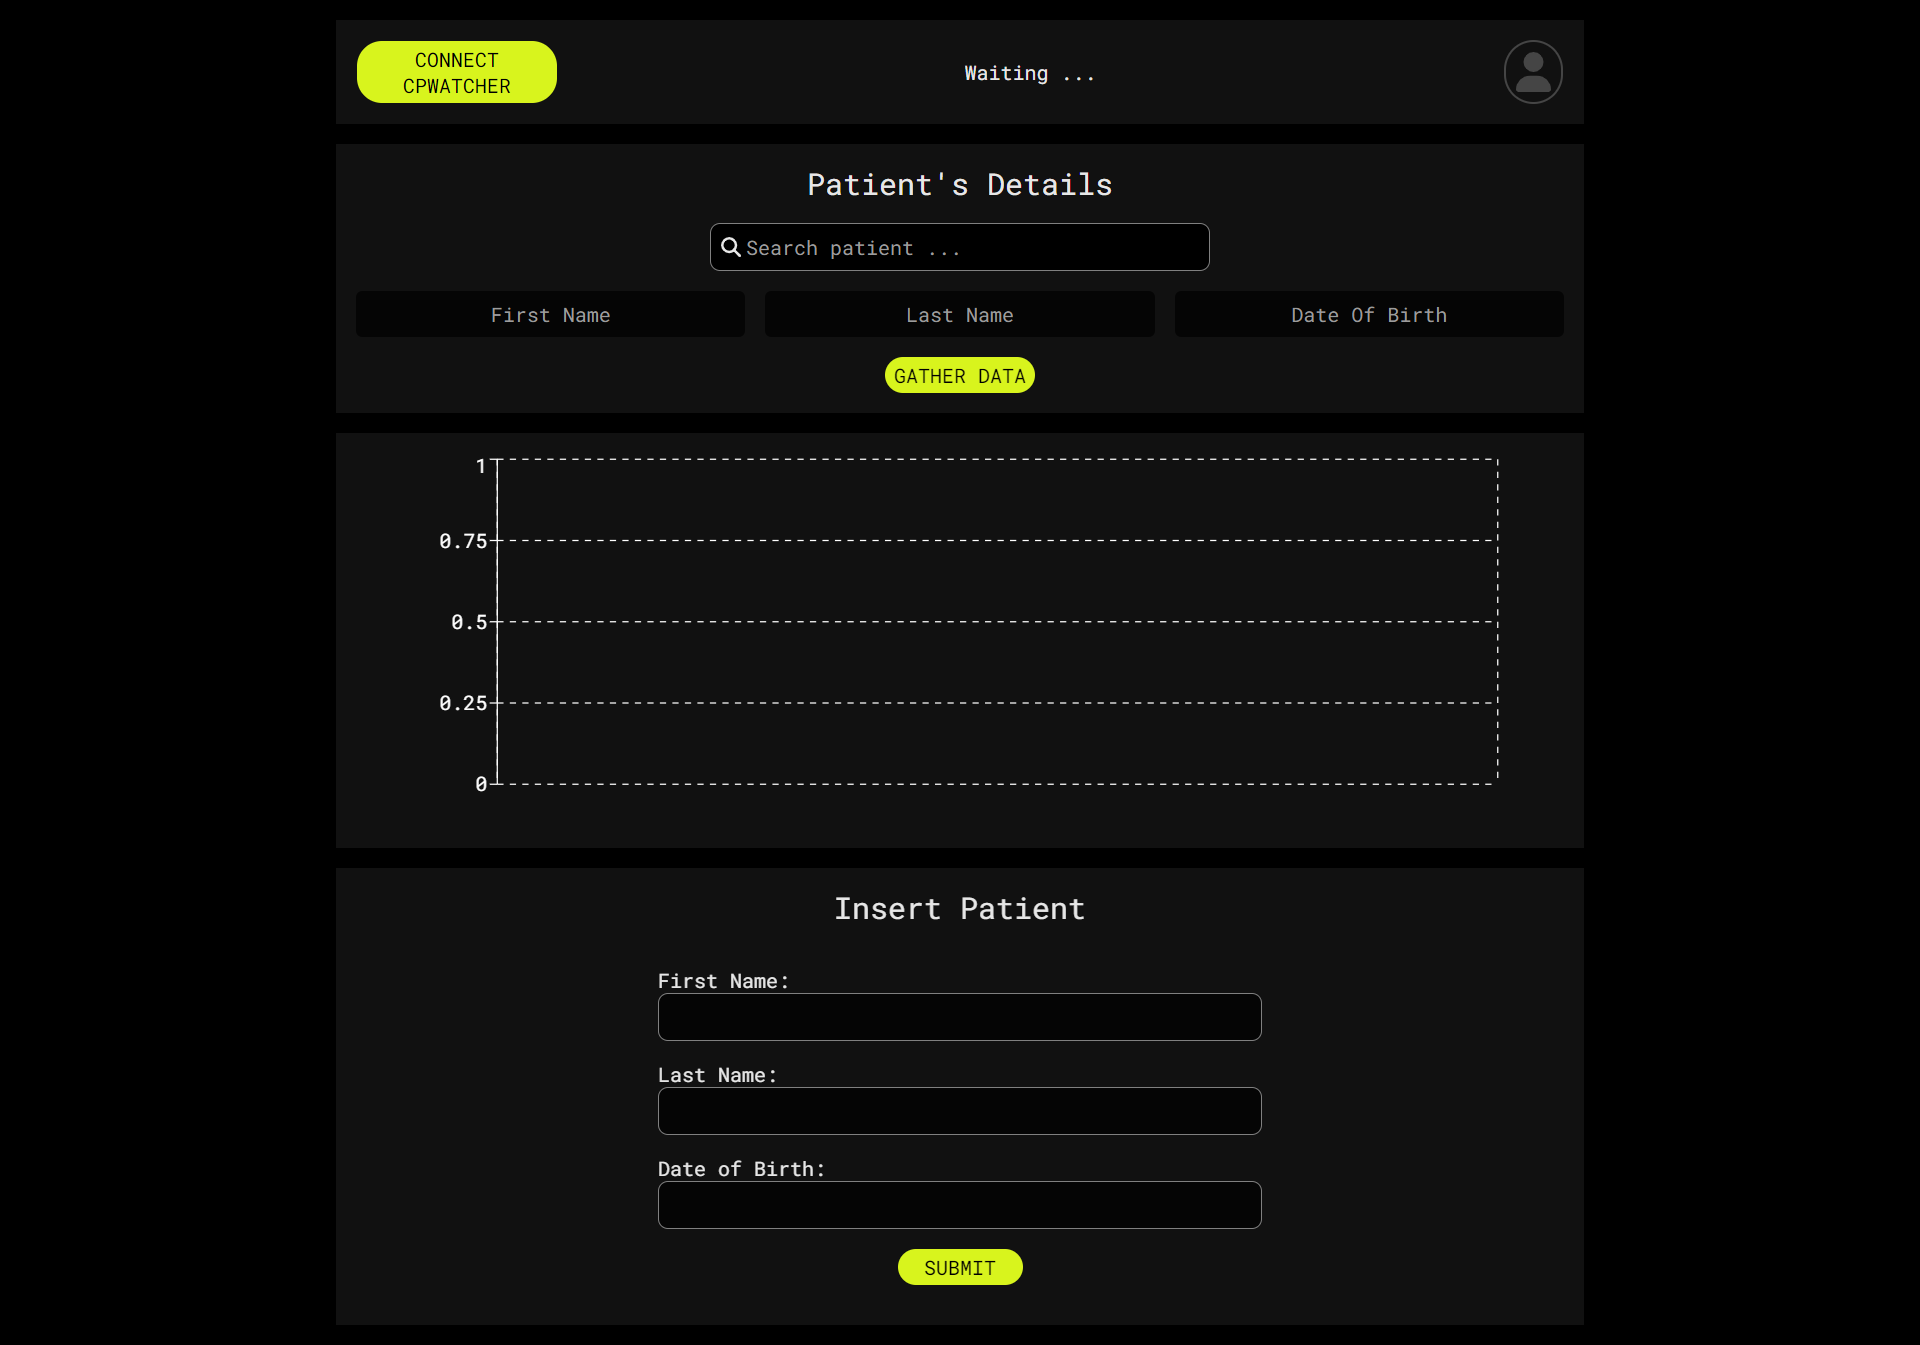 CONNECT
CPWATCHER
Waiting ...
Patient's Details
Search patient ...
First Name
Last Name
Date Of Birth
GATHER DATA
1
0.75
0.5
0.25
0
Insert Patient
First Name:
Last Name:
Date of Birth:
SUBMIT